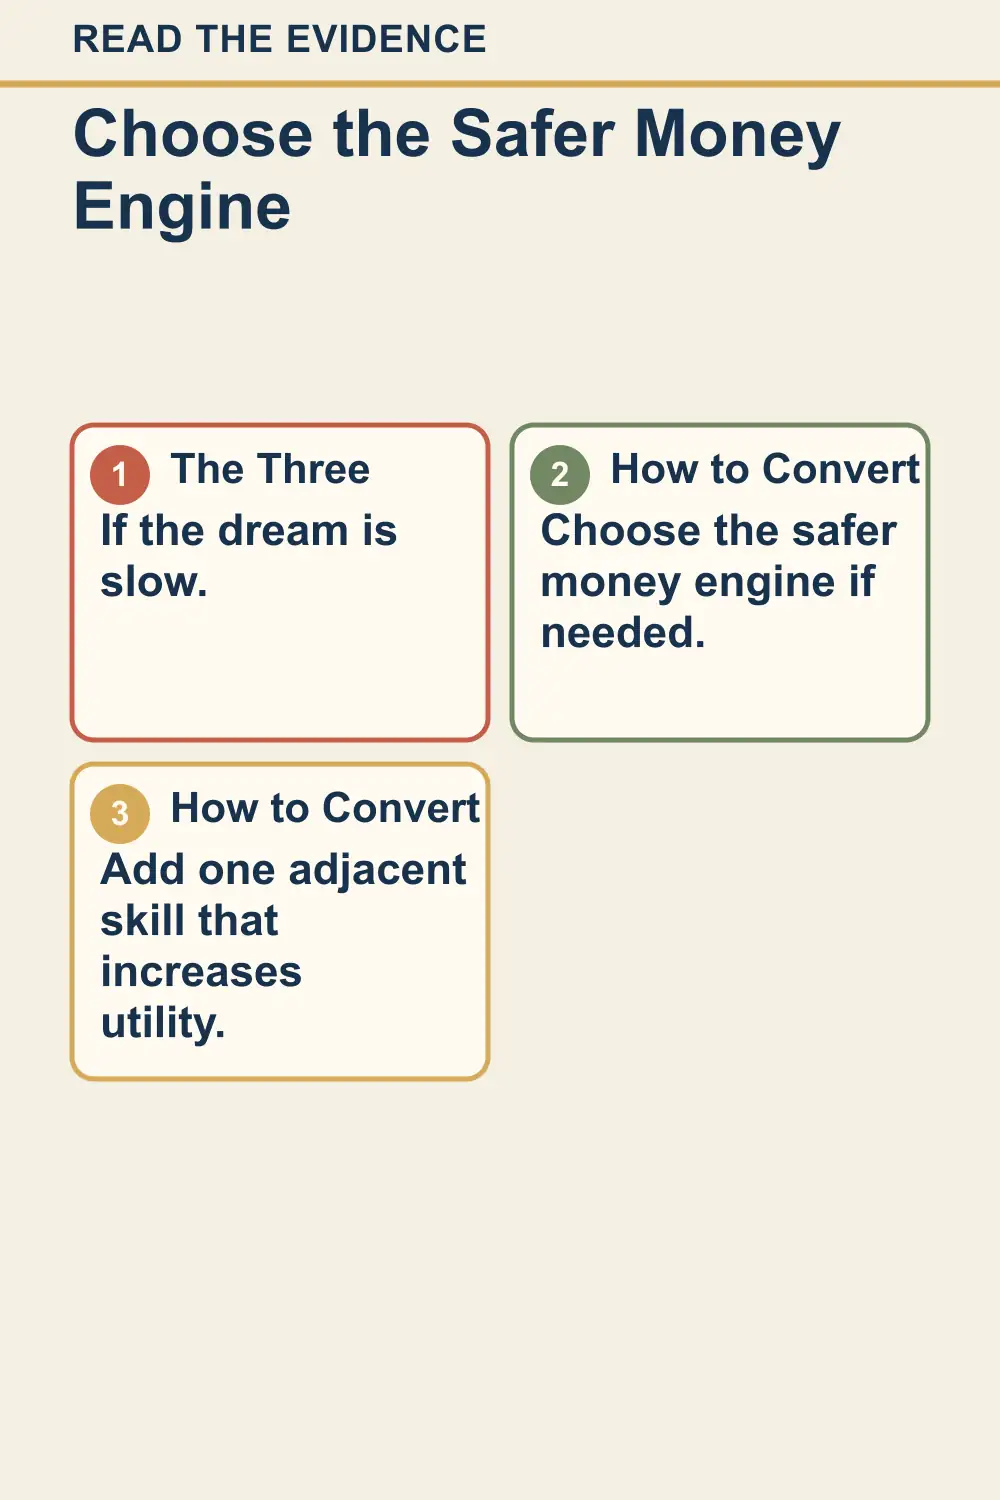 READ THE EVIDENCE
Choose the Safer Money
Engine
1 The Three
If the dream is
slow.
2 How to Convert
Choose the safer
money engine if
needed.
3 How to Convert
Add one adjacent
skill that
increases
utility.